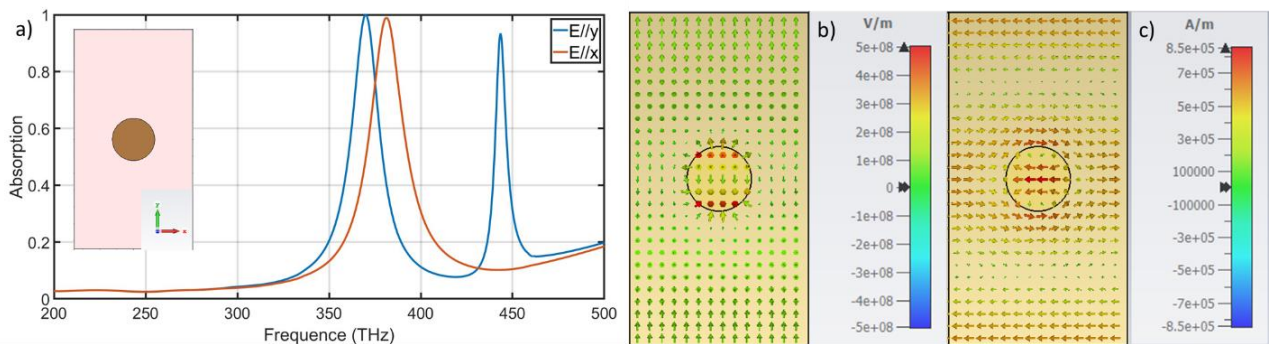 a)
1
0.8
0.6
0.4
0.2
0
Absorption
E//y
E//x
y
x
200
250
300
350
400
450
500
Frequence (THz)
b)
V/m
5e+08
4e+08
3e+08
2e+08
1e+08
0
-1e+08
-2e+08
-3e+08
-4e+08
-5e+08
c)
A/m
8.5e+05
7e+05
5e+05
3e+05
100000
-100000
-3e+05
-5e+05
-7e+05
-8.5e+05